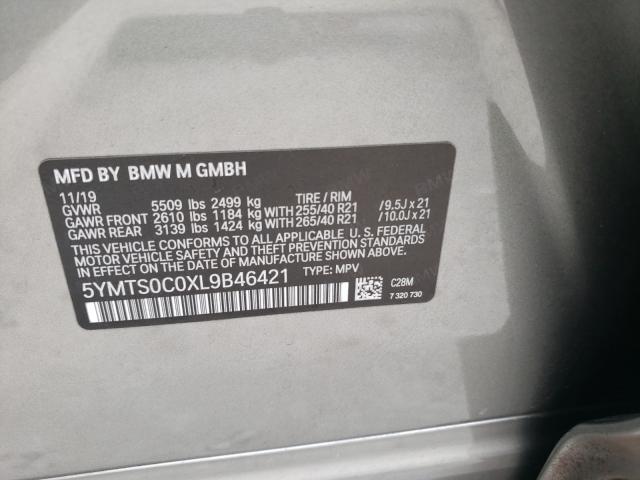 MFD BY BMW M GMBH
11/19 TIRE / RIM
GVWR 5509 lbs 2499 kg
GAWR FRONT 2610 lbs 1184 kg WITH 255/40 R21 / 9.5J x 21
GAWR REAR 3139 lbs 1424 kg WITH 265/40 R21 / 10.0J x 21
THIS VEHICLE CONFORMS TO ALL APPLICABLE U. S. FEDERAL
MOTOR VEHICLE SAFETY AND THEFT PREVENTION STANDARDS
IN EFFECT ON THE DATE OF MANUFACTURE SHOWN ABOVE.
5YMTS0C0XL9B46421 TYPE: MPV
C28M
7 320 730